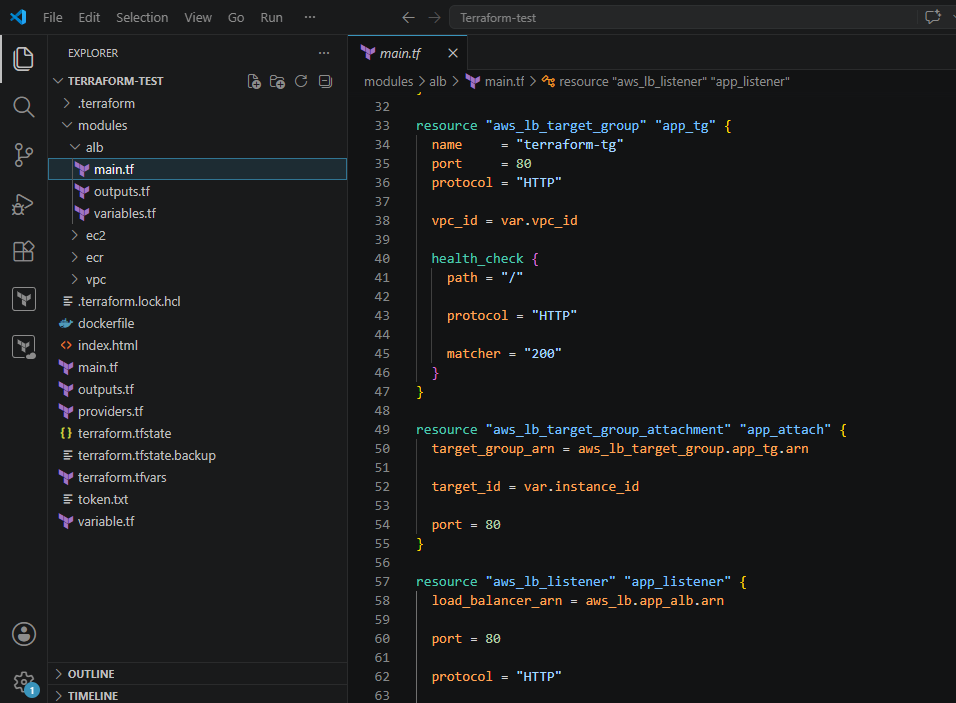 File Edit Selection View Go Run ···
Terraform-test
EXPLORER ···
TERRAFORM-TEST
.terraform
modules
alb
main.tf
outputs.tf
variables.tf
ec2
ecr
vpc
.terraform.lock.hcl
dockerfile
index.html
main.tf
outputs.tf
providers.tf
terraform.tfstate
terraform.tfstate.backup
terraform.tfvars
token.txt
variable.tf
OUTLINE
TIMELINE
1
main.tf
modules > alb > main.tf > resource "aws_lb_listener" "app_listener"
}
32
33 resource "aws_lb_target_group" "app_tg" {
34 name     = "terraform-tg"
35 port     = 80
36 protocol = "HTTP"
37
38 vpc_id = var.vpc_id
39
40 health_check {
41 path = "/"
42
43 protocol = "HTTP"
44
45 matcher = "200"
46 }
47 }
48
49 resource "aws_lb_target_group_attachment" "app_attach" {
50 target_group_arn = aws_lb_target_group.app_tg.arn
51
52 target_id = var.instance_id
53
54 port = 80
55 }
56
57 resource "aws_lb_listener" "app_listener" {
58 load_balancer_arn = aws_lb.app_alb.arn
59
60 port = 80
61
62 protocol = "HTTP"
63